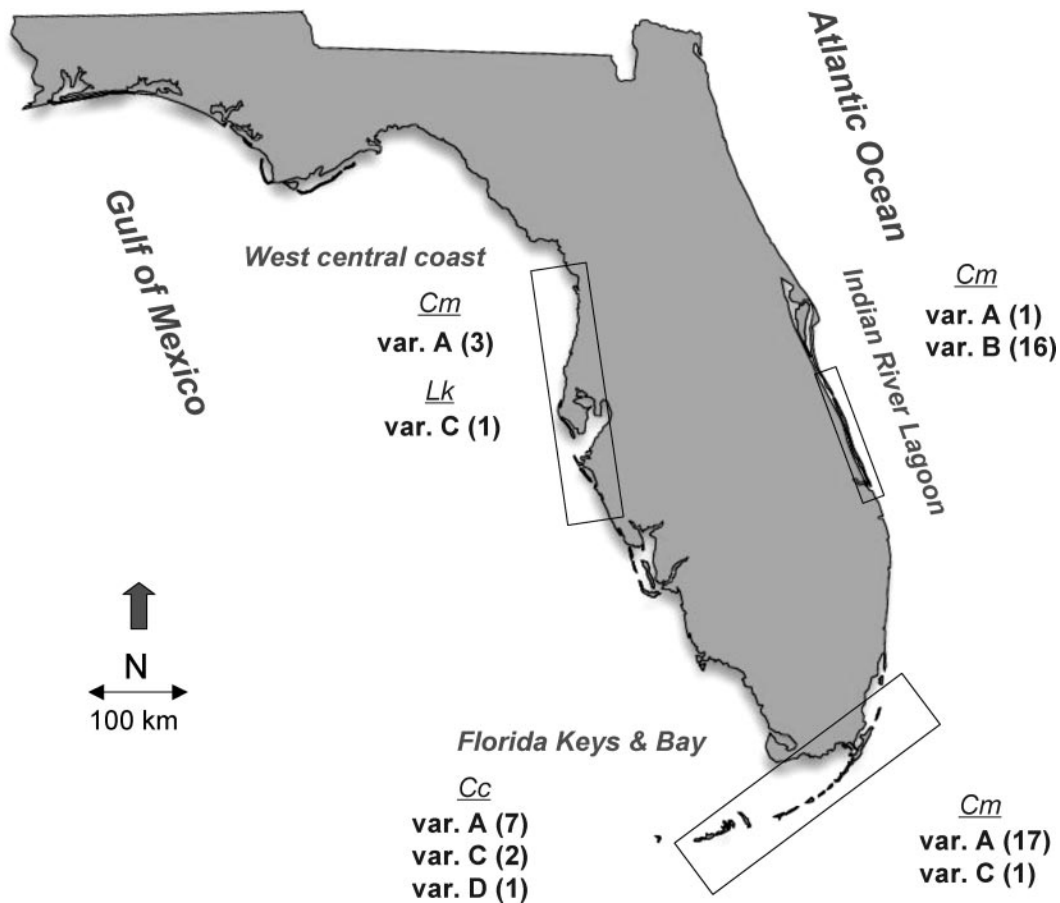 Atlantic Ocean
Gulf of Mexico
West central coast
Cm
var. A (3)
Lk
var. C (1)
Indian River Lagoon
Cm
var. A (1)
var. B (16)
N
100 km
Florida Keys & Bay
Cc
var. A (7)
var. C (2)
var. D (1)
Cm
var. A (17)
var. C (1)